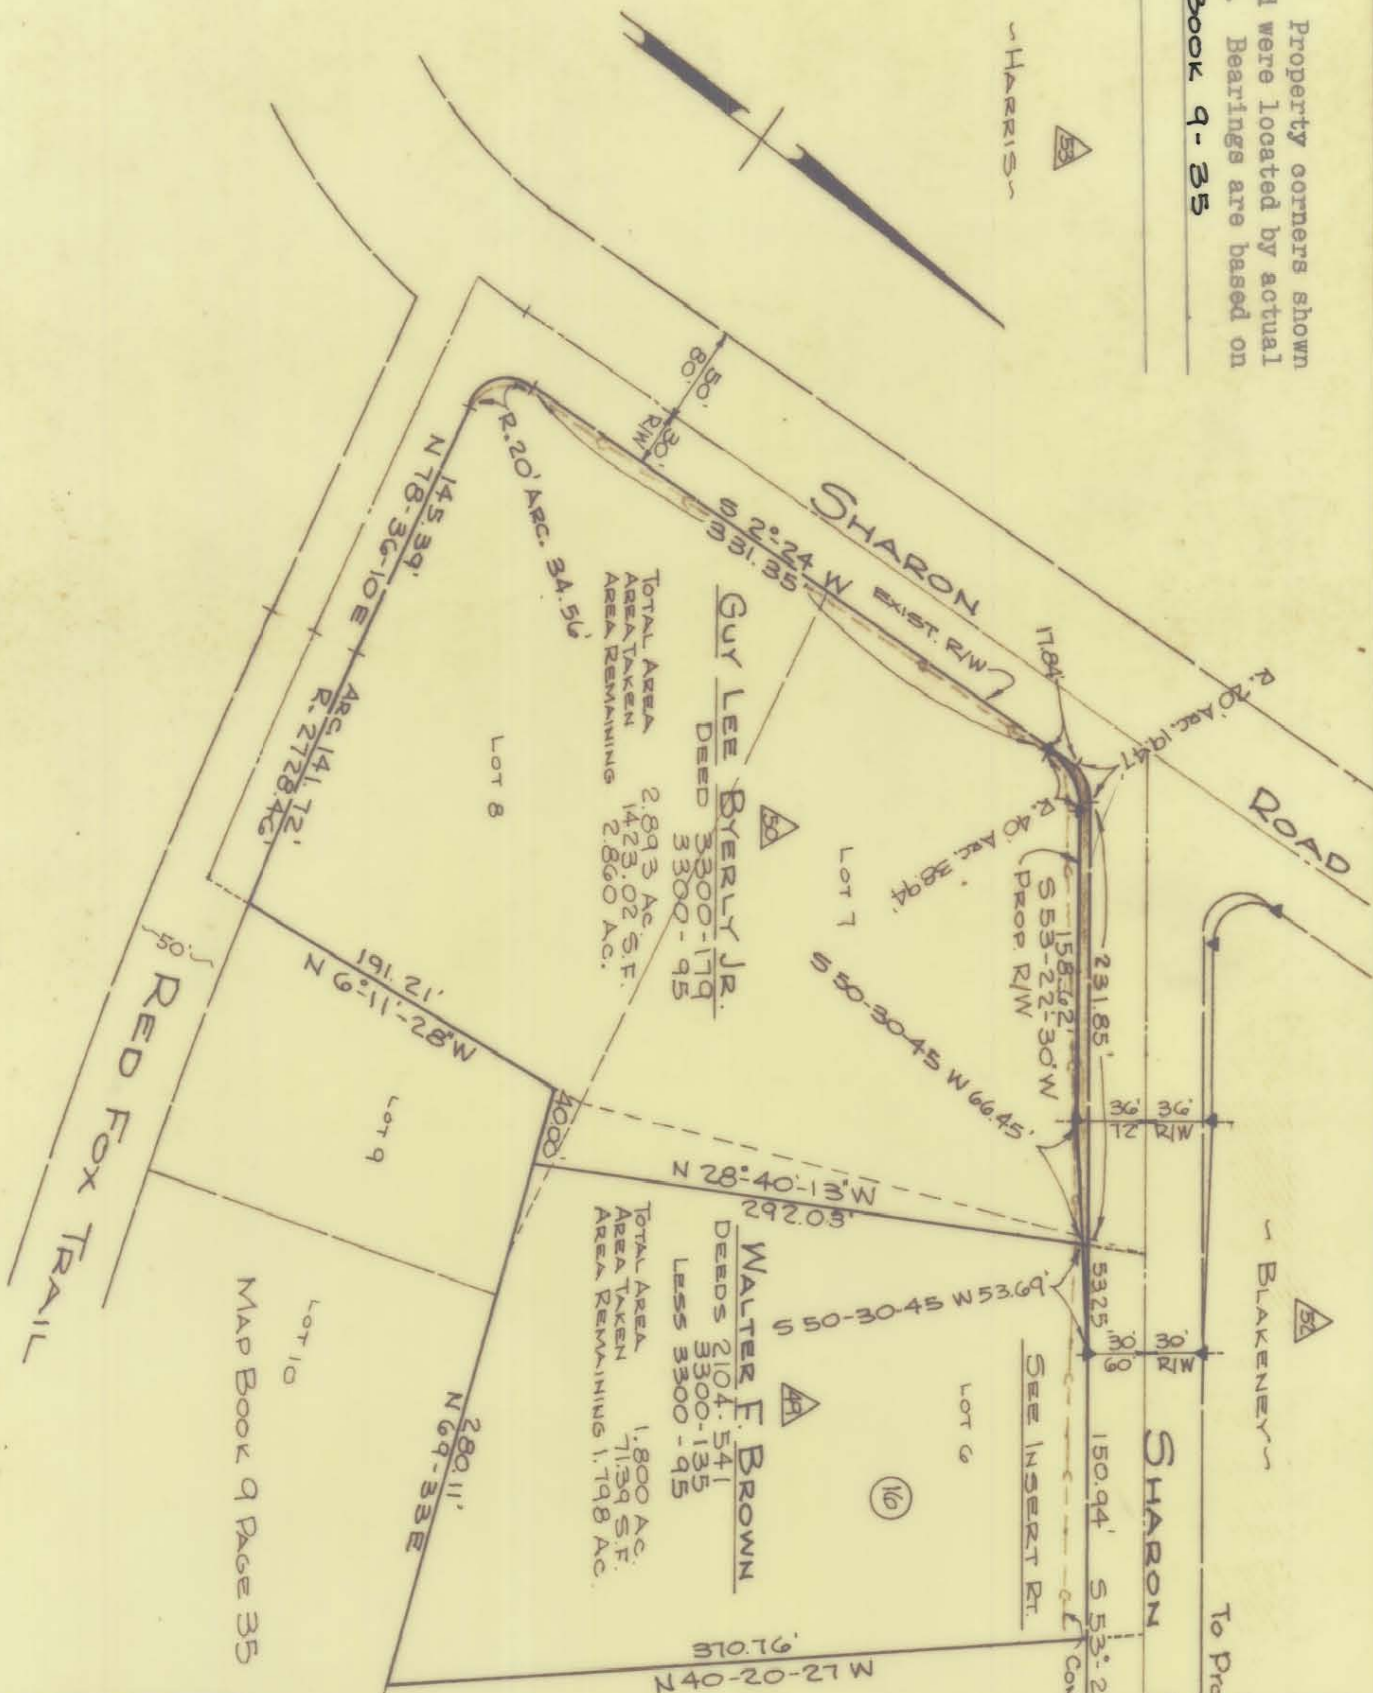 Property corners shown
were located by actual
Bearings are based on
BOOK 9-35
~HARRIS~
53
50'
80'
30'
R/W
SHARON
ROAD
S 2°-24 W
331.35
EXIST. R/W
17.84'
R. 20' ARC. 19.47'
R. 40' ARC. 38.94'
R. 20' ARC. 34.56'
145.39'
N 78-36-10E
ARC 141.72'
R. 2728.46'
GUY LEE BYERLY JR.
DEED 3300-179
3300-95
TOTAL AREA 2.893 AC.
AREA TAKEN 1423.02 S.F.
AREA REMAINING 2.860 AC.
50
LOT 8
LOT 7
231.85'
158.62'
S 53-22'-30"W
PROP. R/W
S 50-30-45 W 66.45'
36'
72
36'
R/W
191.21'
N 6°-11'-28"W
40.00'
N 28°-40'-13"W
292.03'
~50'~
RED FOX TRAIL
LOT 9
LOT 10
MAP BOOK 9 PAGE 35
WALTER F. BROWN
DEEDS 2104-541
3300-135
LESS 3300-95
TOTAL AREA 1.800 AC.
AREA TAKEN 71.39 S.F.
AREA REMAINING 1.798 AC.
49
S 50-30-45 W 53.69'
53.25'
30'
60
30'
R/W
~ BLAKENEY ~
52
SEE INSERT RT.
LOT 6
16
150.94'
S 53°-2
SHARON
To Pro
Con
280.11'
N 69-33E
370.76'
N 40-20-27 W